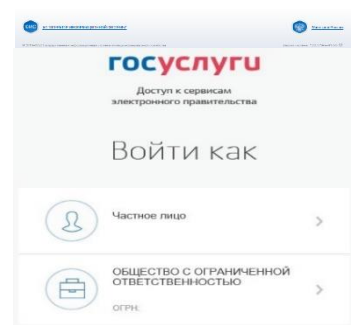 госуслуги
Доступ к сервисам
электронного правительства
Войти как
Частное лицо
ОБЩЕСТВО С ОГРАНИЧЕННОЙ
ОТВЕТСТВЕННОСТЬЮ
ОГРН: